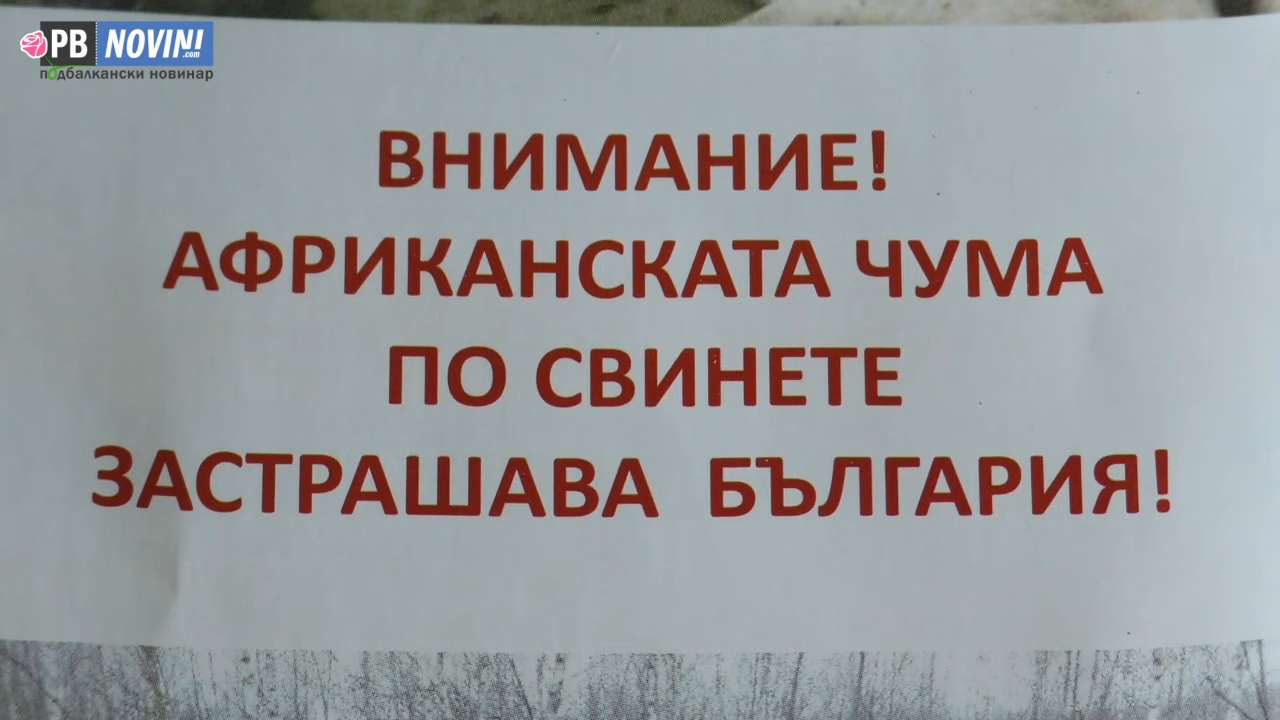 PB NOVINI.com
подбалкански новинар
ВНИМАНИЕ!
АФРИКАНСКАТА ЧУМА
ПО СВИНЕТЕ
ЗАСТРАШАВА БЪЛГАРИЯ!